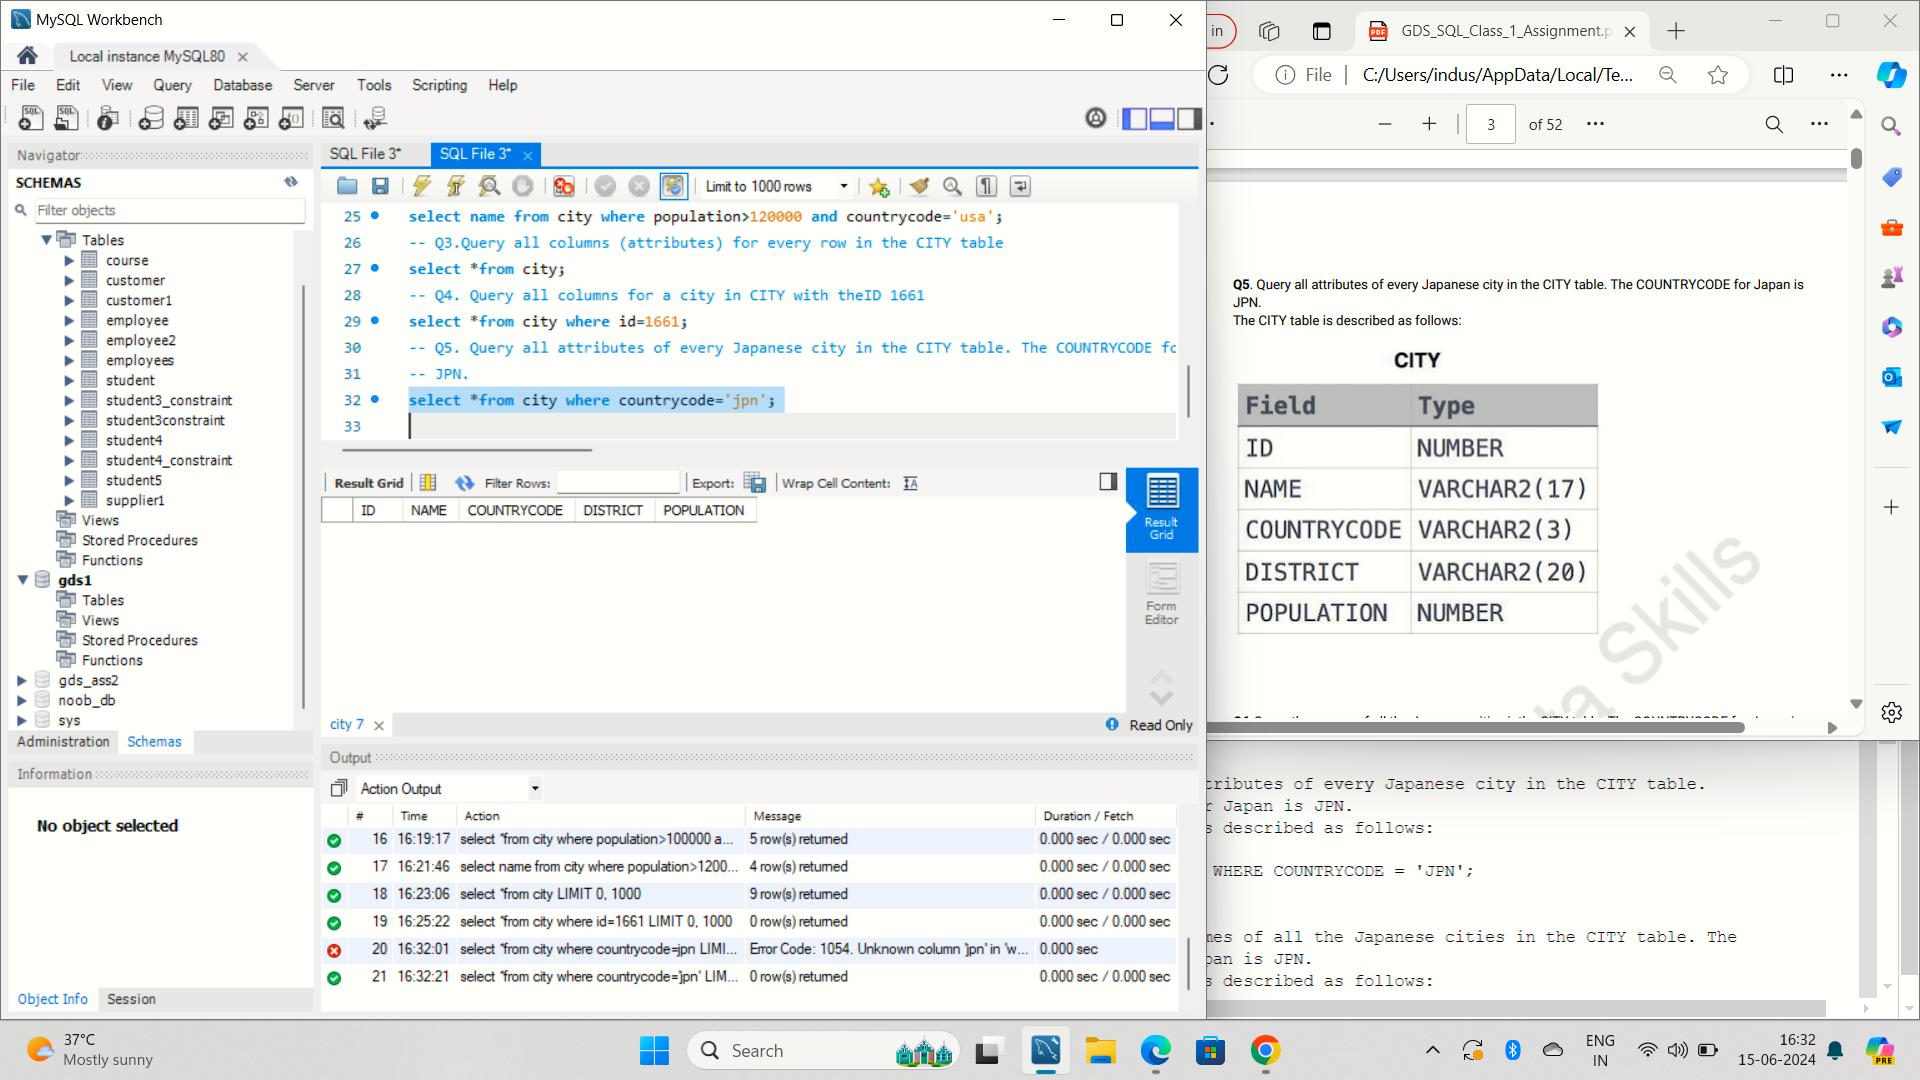 MySQL Workbench
Local instance MySQL80
File Edit View Query Database Server Tools Scripting Help
Navigator
SCHEMAS
Filter objects
Tables
course
customer
customer1
employee
employee2
employees
student
student3_constraint
student3constraint
student4
student4_constraint
student5
supplier1
Views
Stored Procedures
Functions
gds1
Tables
Views
Stored Procedures
Functions
gds_ass2
noob_db
sys
Administration Schemas
Information
No object selected
Object Info Session
SQL File 3* SQL File 3*
Limit to 1000 rows
25 select name from city where population>120000 and countrycode='usa';
26 -- Q3.Query all columns (attributes) for every row in the CITY table
27 select *from city;
28 -- Q4. Query all columns for a city in CITY with theID 1661
29 select *from city where id=1661;
30 -- Q5. Query all attributes of every Japanese city in the CITY table. The COUNTRYCODE
31 -- JPN.
32 select *from city where countrycode='jpn';
33
Result Grid Filter Rows: Export: Wrap Cell Content:
ID NAME COUNTRYCODE DISTRICT POPULATION
Result Grid
Form Editor
city 7 Read Only
Output
Action Output
# Time Action Message Duration / Fetch
16 16:19:17 select *from city where population>100000 a... 5 row(s) returned 0.000 sec / 0.000 sec
17 16:21:46 select name from city where population>1200... 4 row(s) returned 0.000 sec / 0.000 sec
18 16:23:06 select *from city LIMIT 0, 1000 9 row(s) returned 0.000 sec / 0.000 sec
19 16:25:22 select *from city where id=1661 LIMIT 0, 1000 0 row(s) returned 0.000 sec / 0.000 sec
20 16:32:01 select *from city where countrycode=jpn LIMI... Error Code: 1054. Unknown column 'jpn' in 'w... 0.000 sec
21 16:32:21 select *from city where countrycode='jpn' LIM... 0 row(s) returned 0.000 sec / 0.000 sec
in
GDS_SQL_Class_1_Assignment.p
File C:/Users/indus/AppData/Local/Te...
3 of 52
Q5. Query all attributes of every Japanese city in the CITY table. The COUNTRYCODE for Japan is
JPN.
The CITY table is described as follows:
CITY
Field Type
ID NUMBER
NAME VARCHAR2(17)
COUNTRYCODE VARCHAR2(3)
DISTRICT VARCHAR2(20)
POPULATION NUMBER
ta Skills
tributes of every Japanese city in the CITY table.
r Japan is JPN.
s described as follows:
WHERE COUNTRYCODE = 'JPN';
mes of all the Japanese cities in the CITY table. The
pan is JPN.
s described as follows:
37°C
Mostly sunny
Search
ENG
IN
16:32
15-06-2024
PRE